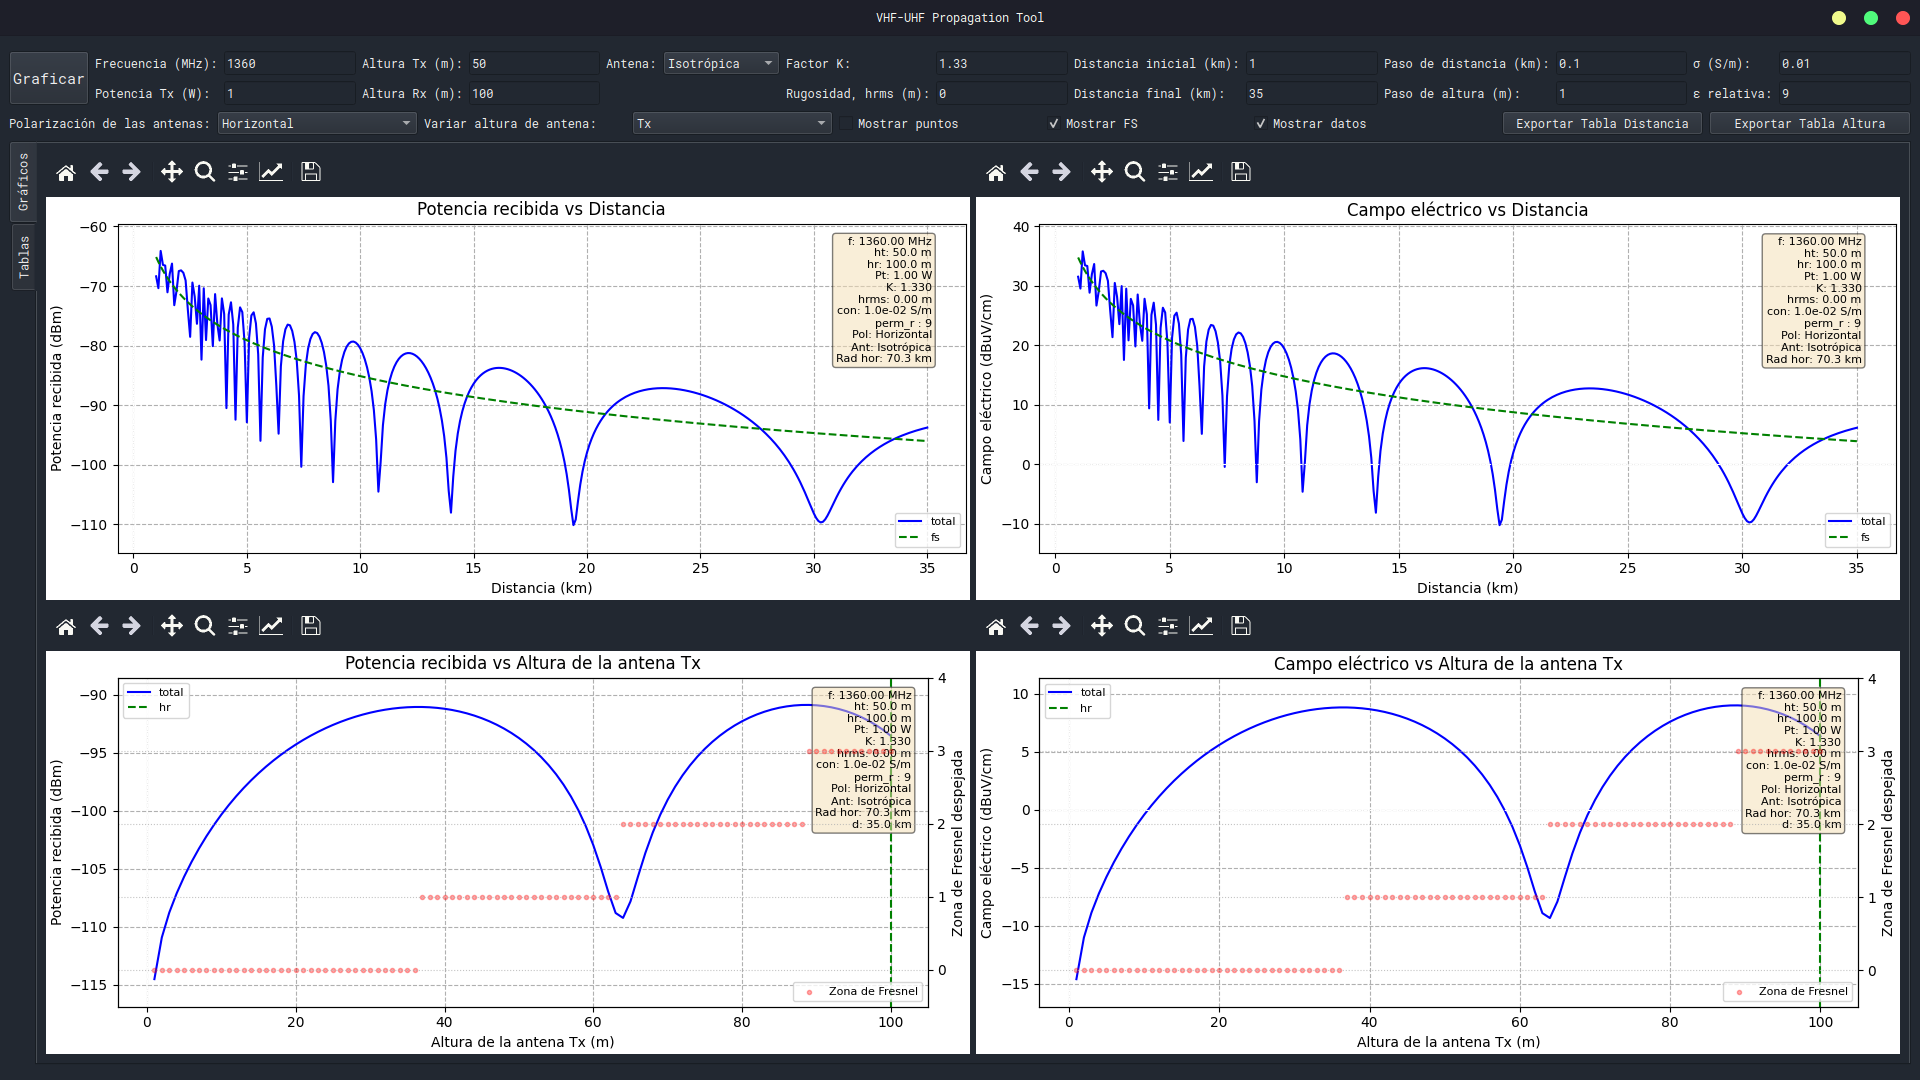 VHF-UHF Propagation Tool
Graficar
Frecuencia (MHz): 1360 Altura Tx (m): 50 Antena: Isotrópica Factor K: 1.33 Distancia inicial (km): 1 Paso de distancia (km): 0.1 σ (S/m): 0.01
Potencia Tx (W): 1 Altura Rx (m): 100 Rugosidad, hrms (m): 0 Distancia final (km): 35 Paso de altura (m): 1 ε relativa: 9
Polarización de las antenas: Horizontal Variar altura de antena: Tx Mostrar puntos Mostrar FS Mostrar datos Exportar Tabla Distancia Exportar Tabla Altura
Gráficos
Tablas
Potencia recibida vs Distancia
Potencia recibida (dBm)
−60
−70
−80
−90
−100
−110
f: 1360.00 MHz
ht: 50.0 m
hr: 100.0 m
Pt: 1.00 W
K: 1.330
hrms: 0.00 m
con: 1.0e-02 S/m
perm_r : 9
Pol: Horizontal
Ant: Isotrópica
Rad hor: 70.3 km
total
fs
0 5 10 15 20 25 30 35
Distancia (km)
Campo eléctrico vs Distancia
Campo eléctrico (dBuV/cm)
40
30
20
10
0
−10
f: 1360.00 MHz
ht: 50.0 m
hr: 100.0 m
Pt: 1.00 W
K: 1.330
hrms: 0.00 m
con: 1.0e-02 S/m
perm_r : 9
Pol: Horizontal
Ant: Isotrópica
Rad hor: 70.3 km
total
fs
0 5 10 15 20 25 30 35
Distancia (km)
Potencia recibida vs Altura de la antena Tx
Potencia recibida (dBm)
−90
−95
−100
−105
−110
−115
total
hr
f: 1360.00 MHz
ht: 50.0 m
hr: 100.0 m
Pt: 1.00 W
K: 1.330
hrms: 0.00 m
con: 1.0e-02 S/m
perm_r : 9
Pol: Horizontal
Ant: Isotrópica
Rad hor: 70.3 km
d: 35.0 km
4
3
2
1
0
Zona de Fresnel despejada
Zona de Fresnel
0 20 40 60 80 100
Altura de la antena Tx (m)
Campo eléctrico vs Altura de la antena Tx
Campo eléctrico (dBuV/cm)
10
5
0
−5
−10
−15
total
hr
f: 1360.00 MHz
ht: 50.0 m
hr: 100.0 m
Pt: 1.00 W
K: 1.330
hrms: 0.00 m
con: 1.0e-02 S/m
perm_r : 9
Pol: Horizontal
Ant: Isotrópica
Rad hor: 70.3 km
d: 35.0 km
4
3
2
1
0
Zona de Fresnel despejada
Zona de Fresnel
0 20 40 60 80 100
Altura de la antena Tx (m)